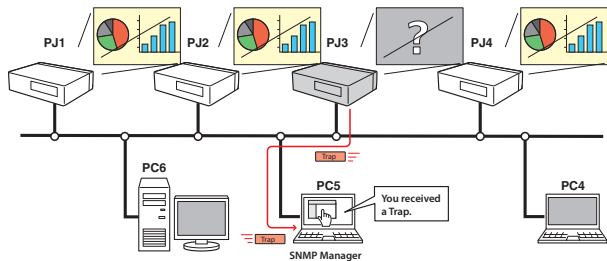 PJ1
PJ2
PJ3
PJ4
?
Trap
PC6
PC5
PC4
You received
a Trap.
Trap
SNMP Manager